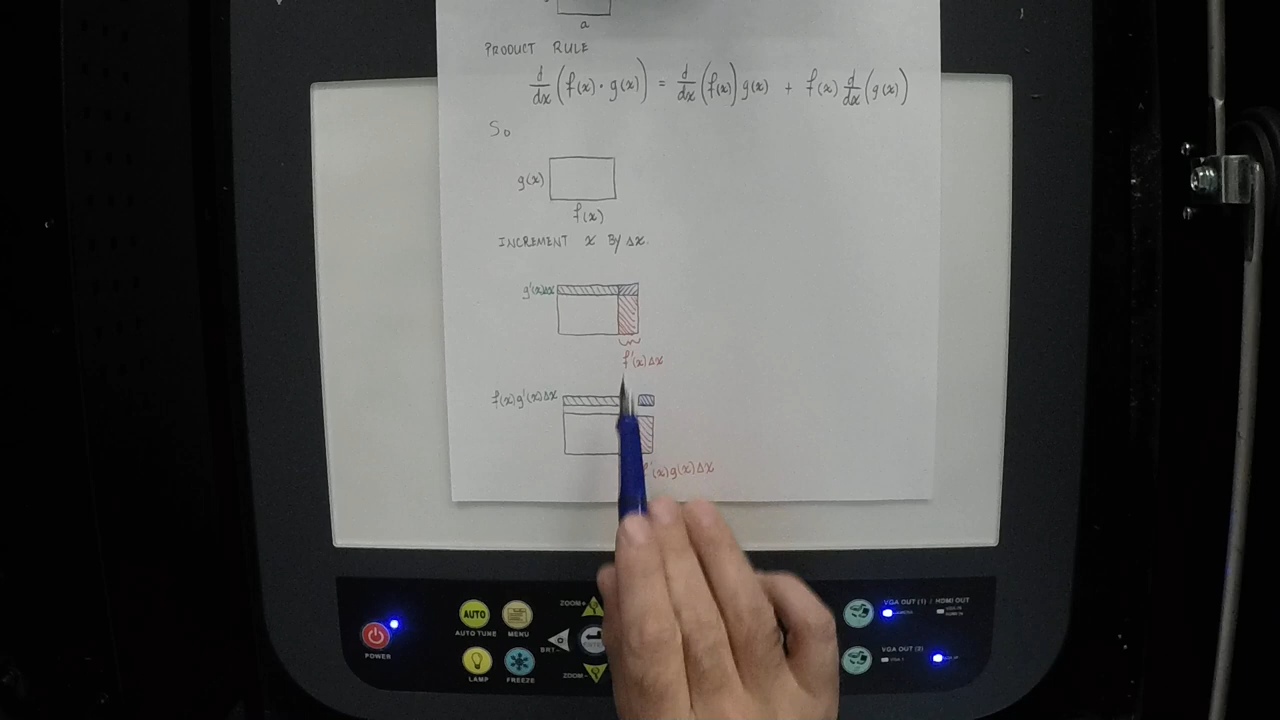 a
PRODUCT RULE
d/dx (f(x) · g(x)) = d/dx (f(x)) g(x) + f(x) d/dx (g(x))
So
g(x)
f(x)
INCREMENT x BY Δx.
g'(x)Δx
f'(x)Δx
f(x)g'(x)Δx
f'(x)g(x)Δx
POWER
AUTO
AUTO TUNE
MENU
LAMP
FREEZE
ZOOM+
BRT-
ZOOM-
VGA OUT (1) / HDMI OUT
VGA OUT (2)